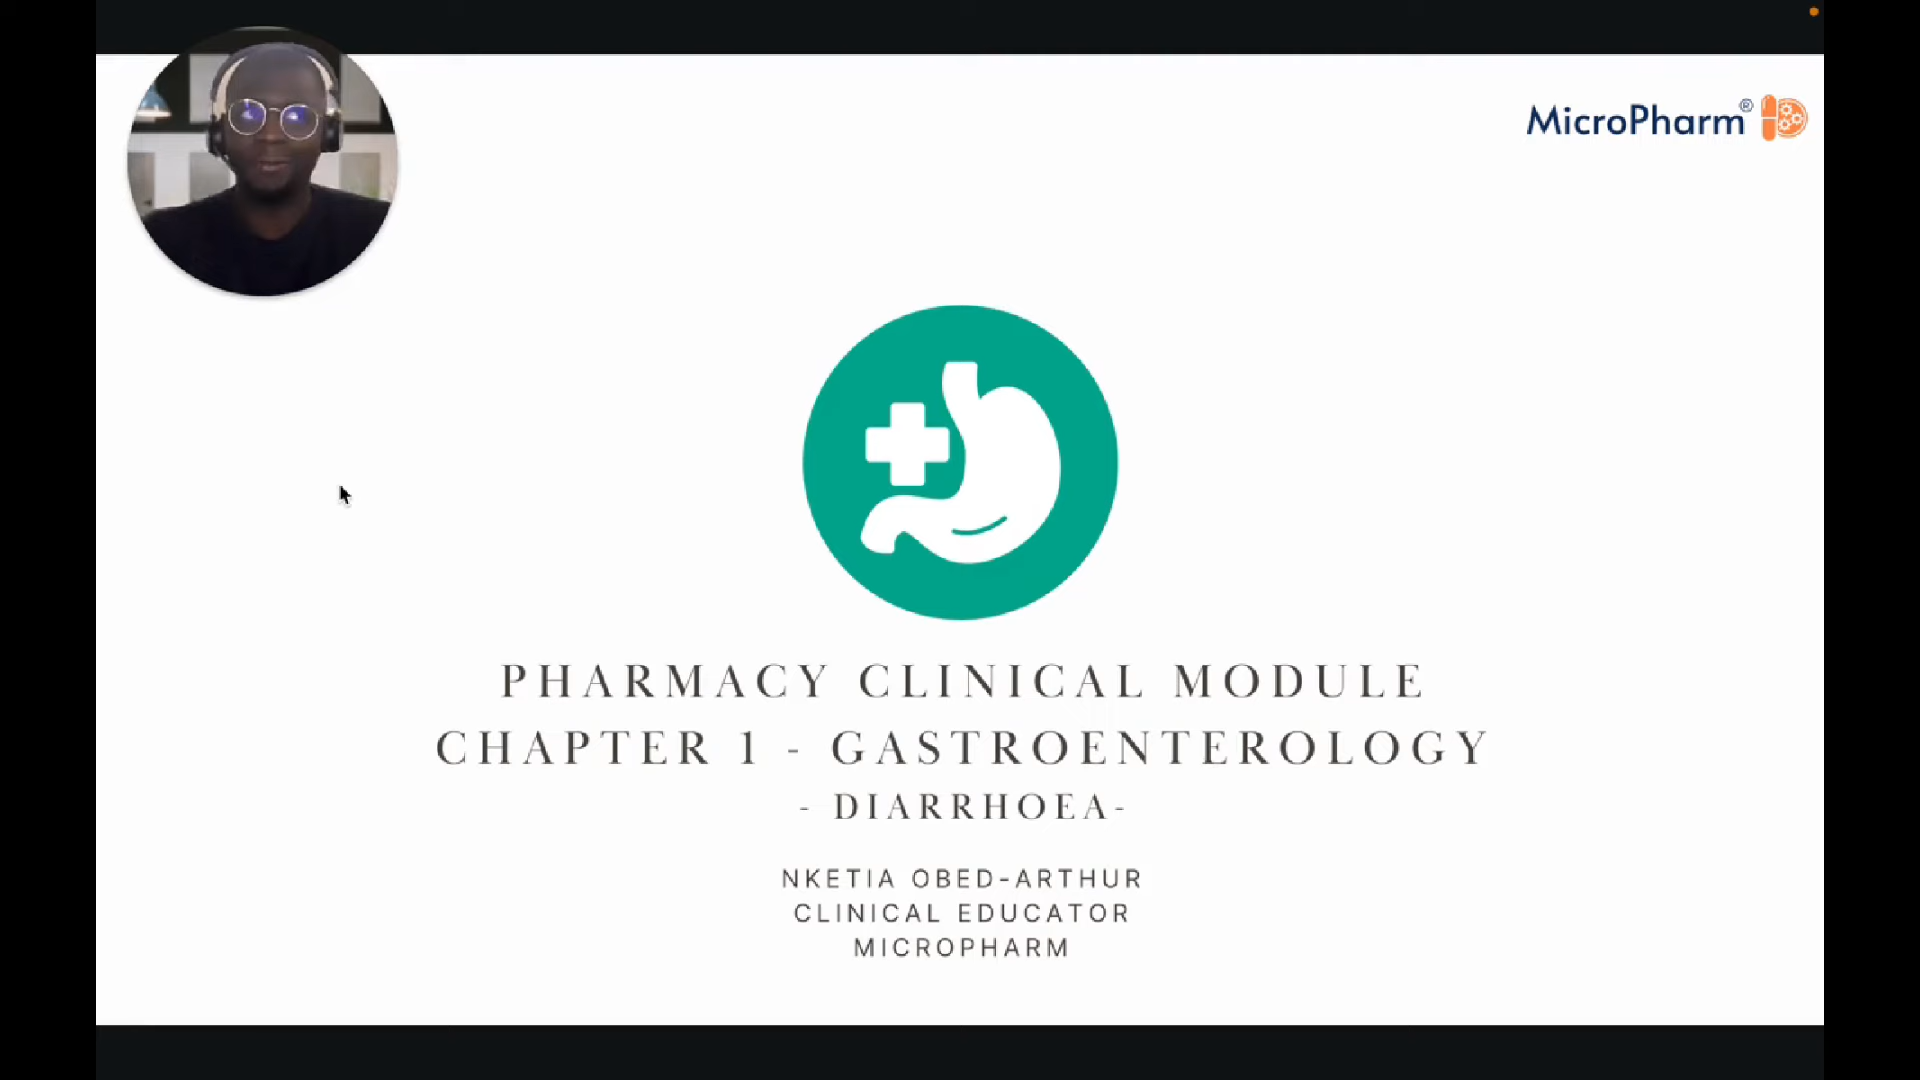 MicroPharm®
PHARMACY CLINICAL MODULE
CHAPTER 1 - GASTROENTEROLOGY
- DIARRHOEA-
NKETIA OBED-ARTHUR
CLINICAL EDUCATOR
MICROPHARM